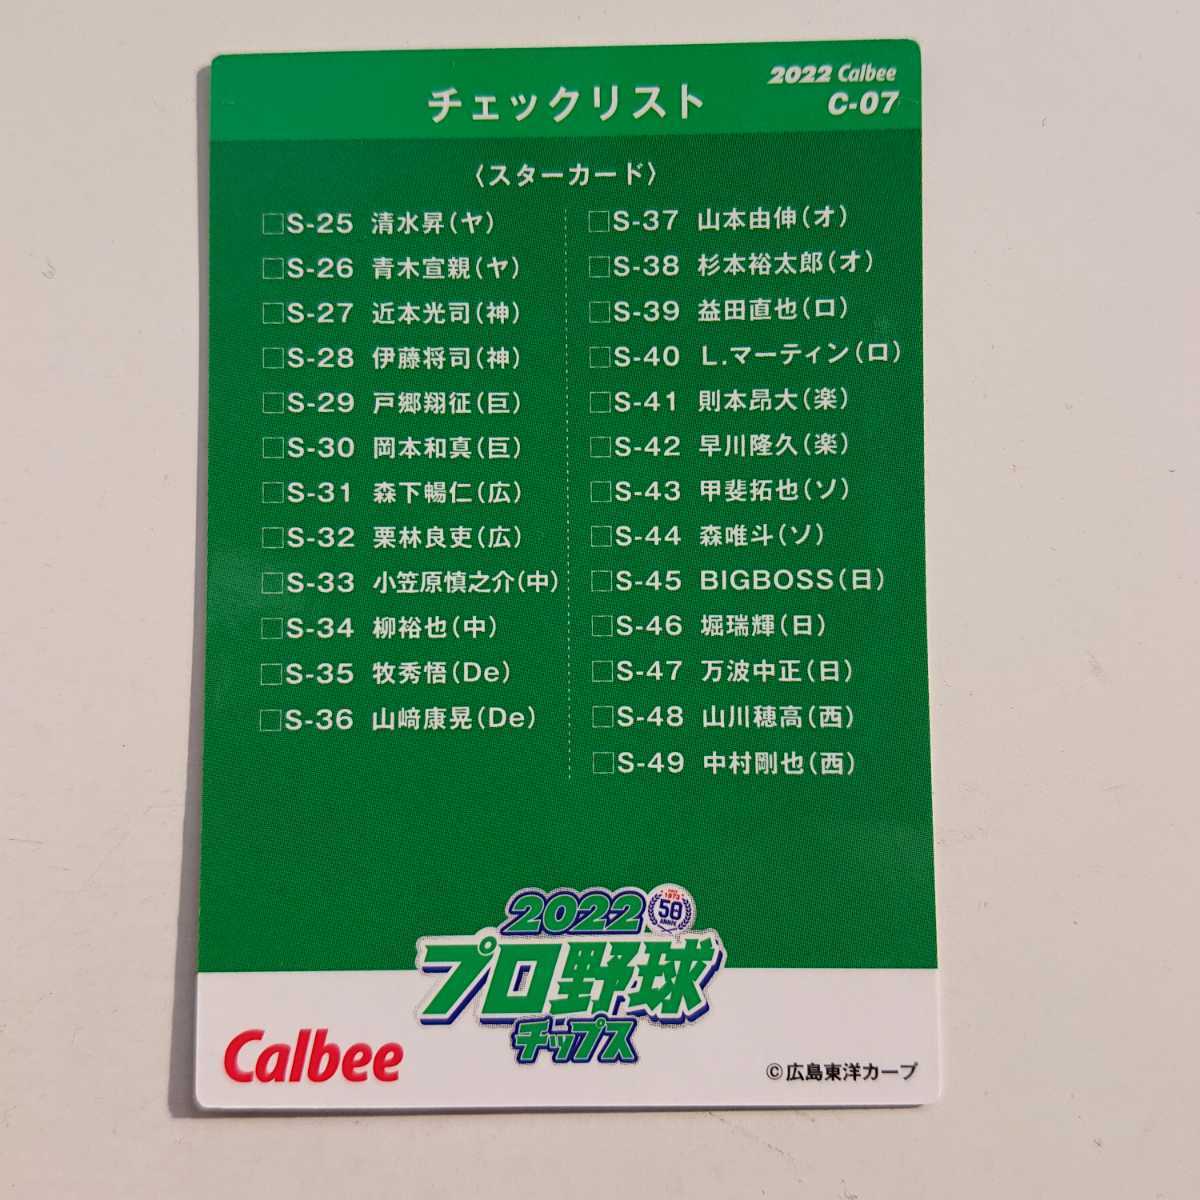 2022 Calbee
チェックリスト
C-07
〈スターカード〉
□S-25 清水昇(ヤ)
□S-26 青木宣親(ヤ)
□S-27 近本光司(神)
□S-28 伊藤将司(神)
□S-29 戸郷翔征(巨)
□S-30 岡本和真(巨)
□S-31 森下暢仁(広)
□S-32 栗林良吏(広)
□S-33 小笠原慎之介(中)
□S-34 柳裕也(中)
□S-35 牧秀悟(De)
□S-36 山﨑康晃(De)
□S-37 山本由伸(オ)
□S-38 杉本裕太郎(オ)
□S-39 益田直也(ロ)
□S-40 L.マーティン(ロ)
□S-41 則本昂大(楽)
□S-42 早川隆久(楽)
□S-43 甲斐拓也(ソ)
□S-44 森唯斗(ソ)
□S-45 BIGBOSS(日)
□S-46 堀瑞輝(日)
□S-47 万波中正(日)
□S-48 山川穂高(西)
□S-49 中村剛也(西)
2022
1973
50
プロ野球
チップス
Calbee
©広島東洋カープ